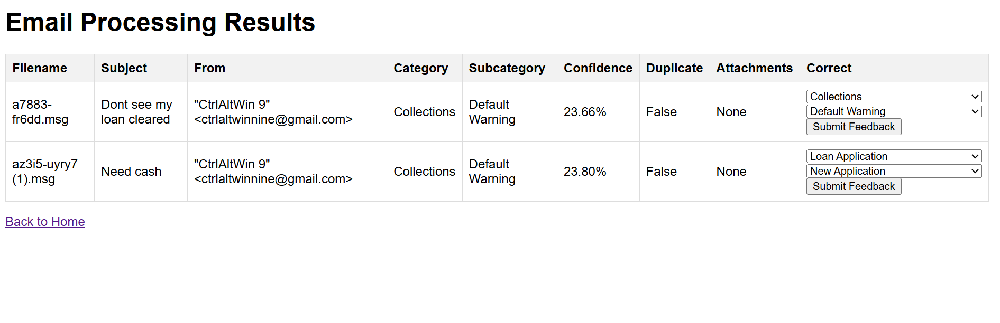 Email Processing Results
Filename Subject From Category Subcategory Confidence Duplicate Attachments Correct
a7883-
fr6dd.msg
Dont see my
loan cleared
"CtrlAltWin 9"
<ctrlaltwinnine@gmail.com>
Collections
Default
Warning
23.66%
False
None
Collections
Default Warning
Submit Feedback
az3i5-uyry7
(1).msg
Need cash
"CtrlAltWin 9"
<ctrlaltwinnine@gmail.com>
Collections
Default
Warning
23.80%
False
None
Loan Application
New Application
Submit Feedback
Back to Home